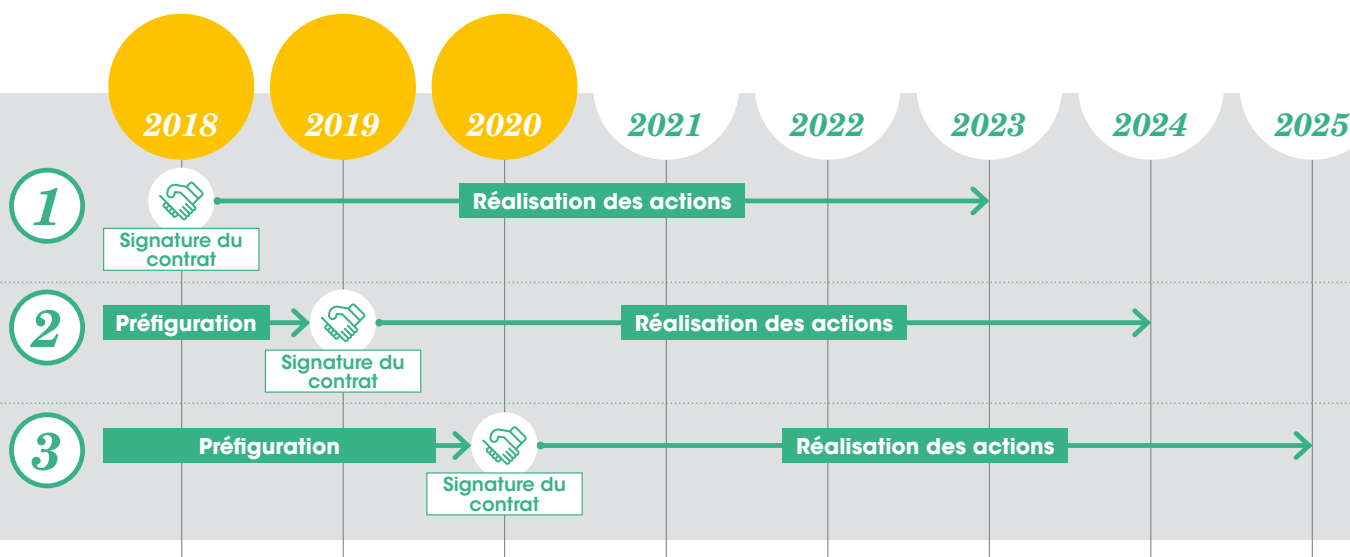 2018 2019 2020 2021 2022 2023 2024 2025
1
Réalisation des actions
Signature du
contrat
2
Préfiguration
Réalisation des actions
Signature du
contrat
3
Préfiguration
Réalisation des actions
Signature du
contrat